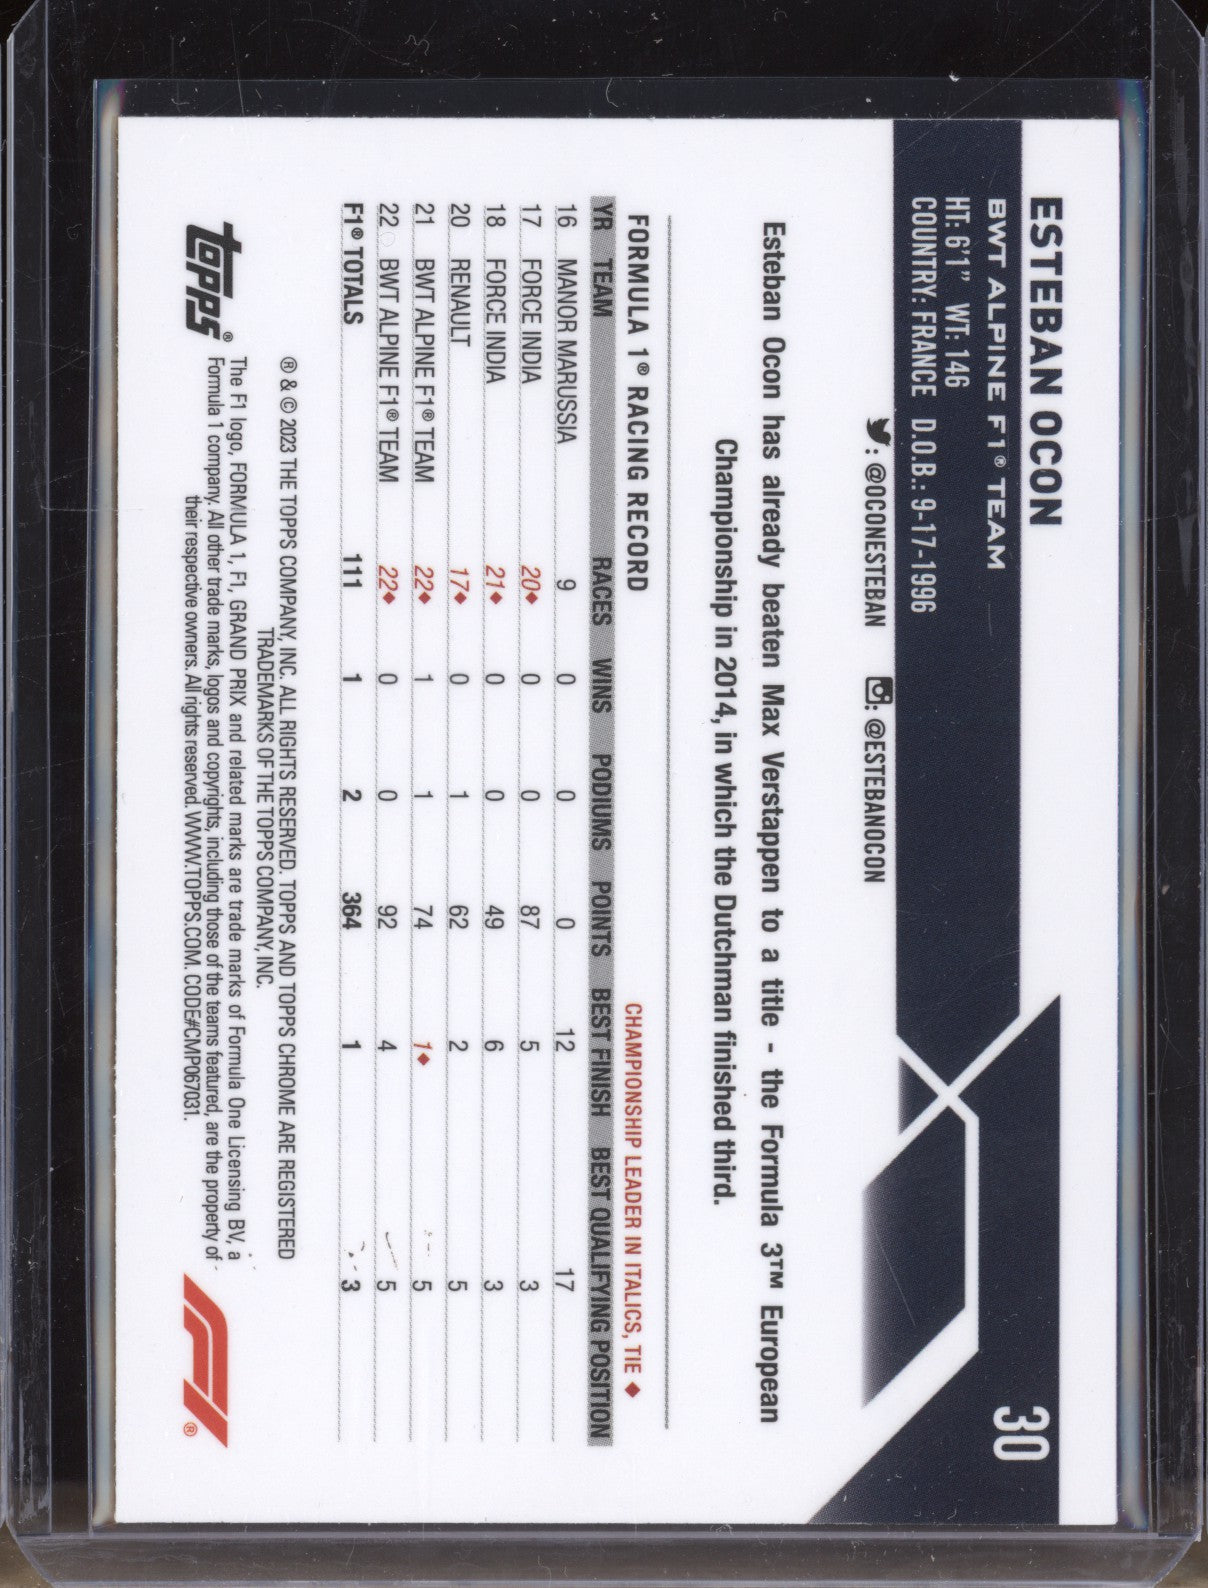 ESTEBAN OCON
30
BWT ALPINE F1® TEAM
HT: 6'1" WT: 146
COUNTRY: FRANCE D.O.B.: 9-17-1996
: @OCONESTEBAN : @ESTEBANOCON
Esteban Ocon has already beaten Max Verstappen to a title - the Formula 3™ European
Championship in 2014, in which the Dutchman finished third.
FORMULA 1® RACING RECORD CHAMPIONSHIP LEADER IN ITALICS, TIE ♦
YR TEAM RACES WINS PODIUMS POINTS BEST FINISH BEST QUALIFYING POSITION
16 MANOR MARUSSIA 9 0 0 0 12 17
17 FORCE INDIA 20♦ 0 0 87 5 3
18 FORCE INDIA 21♦ 0 0 49 6 3
20 RENAULT 17♦ 0 1 62 2 5
21 BWT ALPINE F1® TEAM 22♦ 1 1 74 1♦ 5
22 BWT ALPINE F1® TEAM 22♦ 0 0 92 4 5
F1® TOTALS 111 1 2 364 1 3
® & © 2023 THE TOPPS COMPANY, INC. ALL RIGHTS RESERVED. TOPPS AND TOPPS CHROME ARE REGISTERED
TRADEMARKS OF THE TOPPS COMPANY, INC.
The F1 logo, FORMULA 1, F1, GRAND PRIX and related marks are trade marks of Formula One Licensing BV, a
Formula 1 company. All other trade marks, logos and copyrights, including those of the teams featured, are the property of
their respective owners. All rights reserved. WWW.TOPPS.COM. CODE#CMP067031.
topps®
F1®